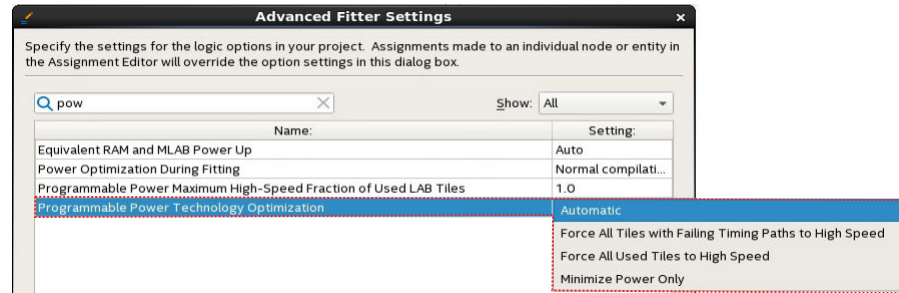 Advanced Fitter Settings
Specify the settings for the logic options in your project. Assignments made to an individual node or entity in
the Assignment Editor will override the option settings in this dialog box.
pow
Show: All
Name: Setting:
Equivalent RAM and MLAB Power Up Auto
Power Optimization During Fitting Normal compilati...
Programmable Power Maximum High-Speed Fraction of Used LAB Tiles 1.0
Programmable Power Technology Optimization Automatic
Force All Tiles with Failing Timing Paths to High Speed
Force All Used Tiles to High Speed
Minimize Power Only